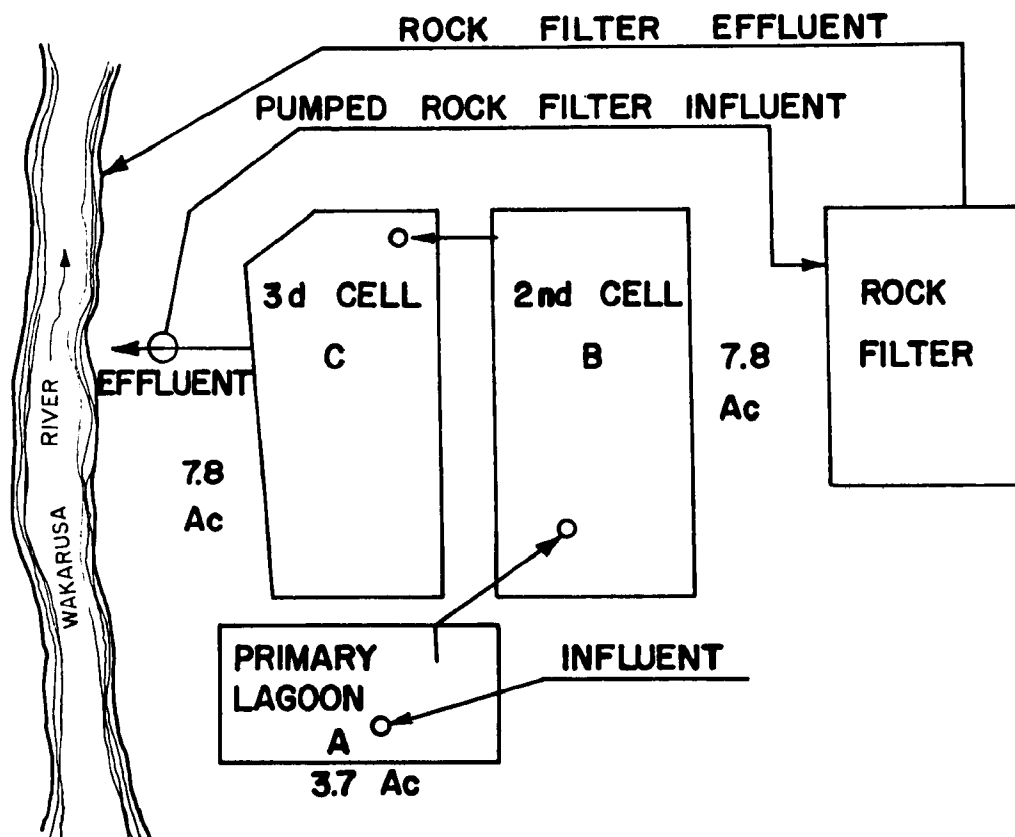 ROCK FILTER EFFLUENT
PUMPED ROCK FILTER INFLUENT
3d CELL
C
2nd CELL
B
7.8
Ac
ROCK
FILTER
EFFLUENT
7.8
Ac
WAKARUSA RIVER
PRIMARY
LAGOON
A
3.7 Ac
INFLUENT